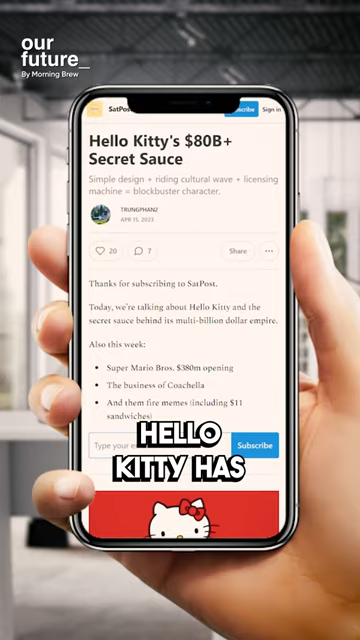 our
future_
By Morning Brew
SatPos
scribe
Sign in
Hello Kitty's $80B+
Secret Sauce
Simple design + riding cultural wave + licensing
machine = blockbuster character.
TRUNGPHAN2
APR 15, 2023
20
7
Share
Thanks for subscribing to SatPost.
Today, we're talking about Hello Kitty and the
secret sauce behind its multi-billion dollar empire.
Also this week:
• Super Mario Bros. $380m opening
• The business of Coachella
• And them fire memes (including $11
sandwiches)
Type your e
Subscribe
HELLO
KITTY HAS